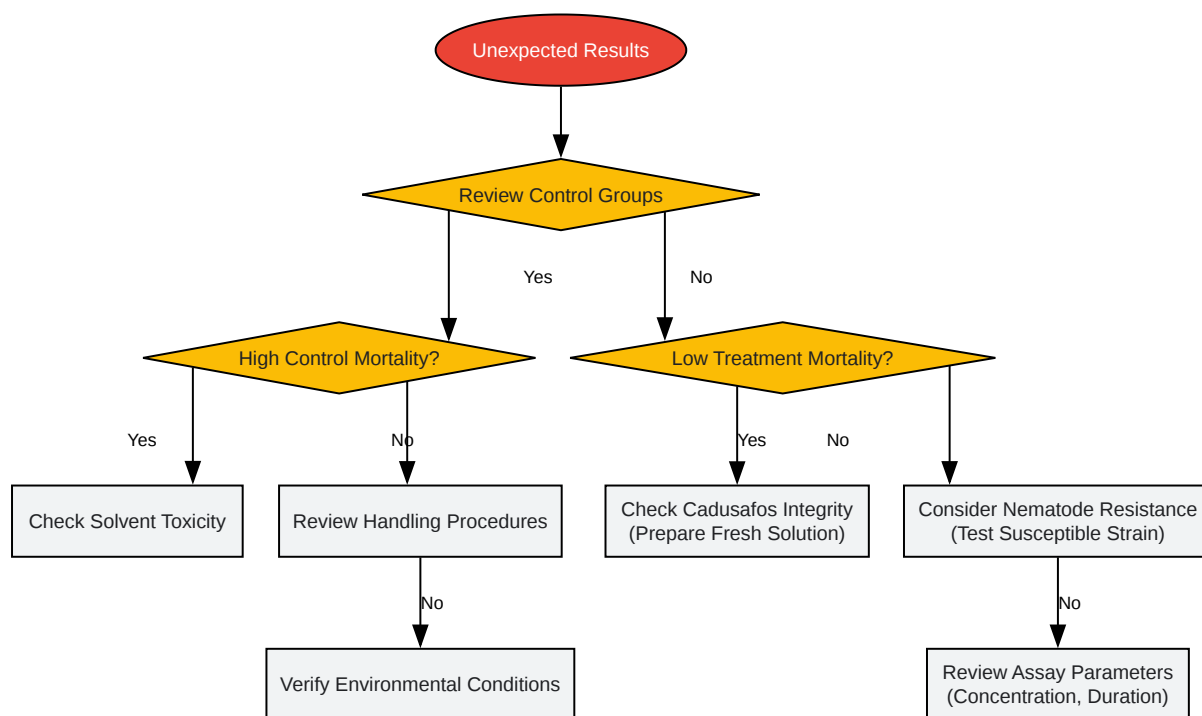 Unexpected Results
Review Control Groups
Yes
No
High Control Mortality?
Low Treatment Mortality?
Yes
No
Yes
No
Check Solvent Toxicity
Review Handling Procedures
Check Cadusafos Integrity
(Prepare Fresh Solution)
Consider Nematode Resistance
(Test Susceptible Strain)
No
No
Verify Environmental Conditions
Review Assay Parameters
(Concentration, Duration)